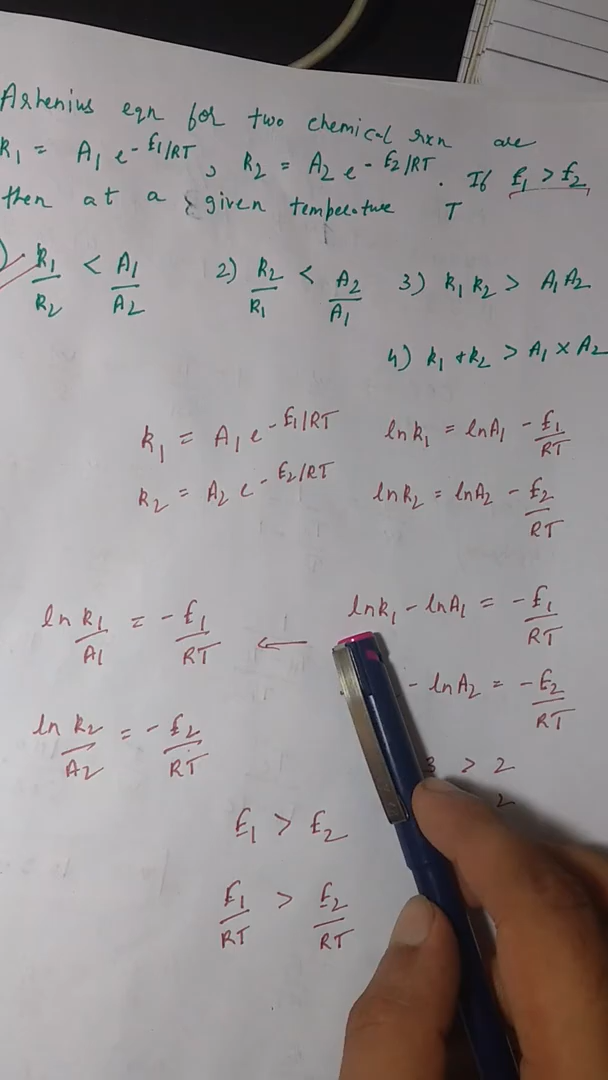 Arhenius eqn for two chemical rxn are
k1 = A1 e-E1/RT , k2 = A2 e-E2/RT . If E1 > E2
then at a given temperature T
k1/k2 < A1/A2 2) k2/k1 < A2/A1 3) k1 k2 > A1 A2
4) k1 + k2 > A1 x A2
k1 = A1 e-E1/RT ln k1 = ln A1 - E1/RT
k2 = A2 e-E2/RT ln k2 = ln A2 - E2/RT
ln k1/A1 = -E1/RT ← ln k1 - ln A1 = -E1/RT
ln k2/A2 = -E2/RT - ln A2 = -E2/RT
3 > 2
2
E1 > E2
E1/RT > E2/RT